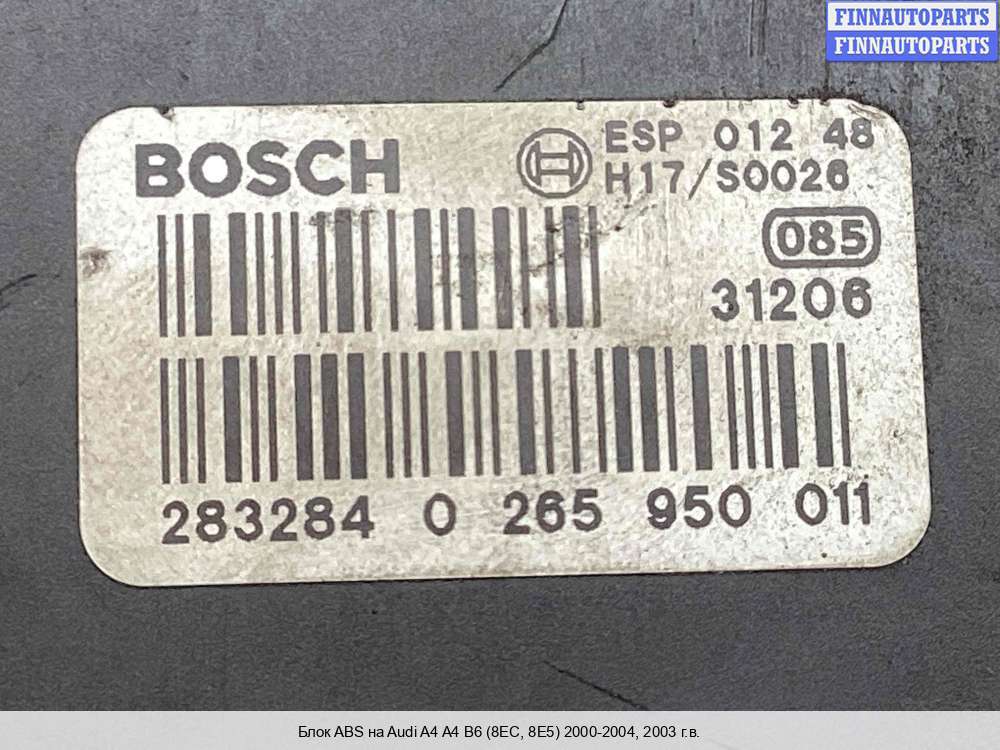 FINNAUTOPARTS
FINNAUTOPARTS
BOSCH
ESP 012 48
H17/S0026
085
31206
283284 0 265 950 011
Блок ABS на Audi A4 A4 B6 (8EC, 8E5) 2000-2004, 2003 г.в.